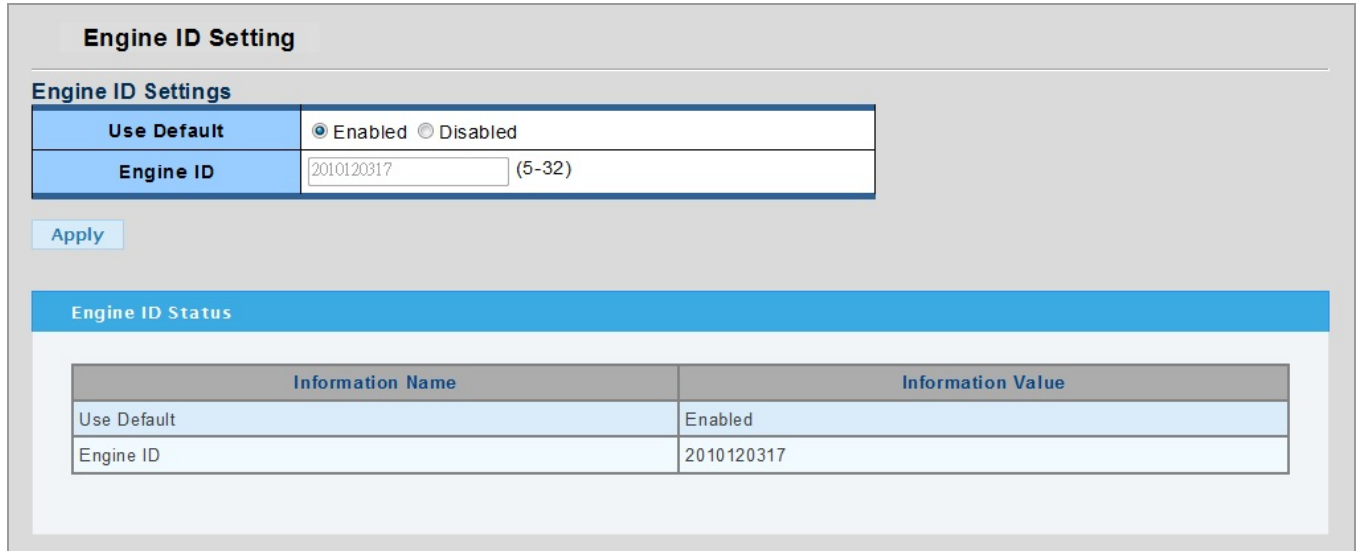 Engine ID Setting
Engine ID Settings
Use Default Enabled Disabled
Engine ID 2010120317 (5-32)
Apply
Engine ID Status
Information Name Information Value
Use Default Enabled
Engine ID 2010120317